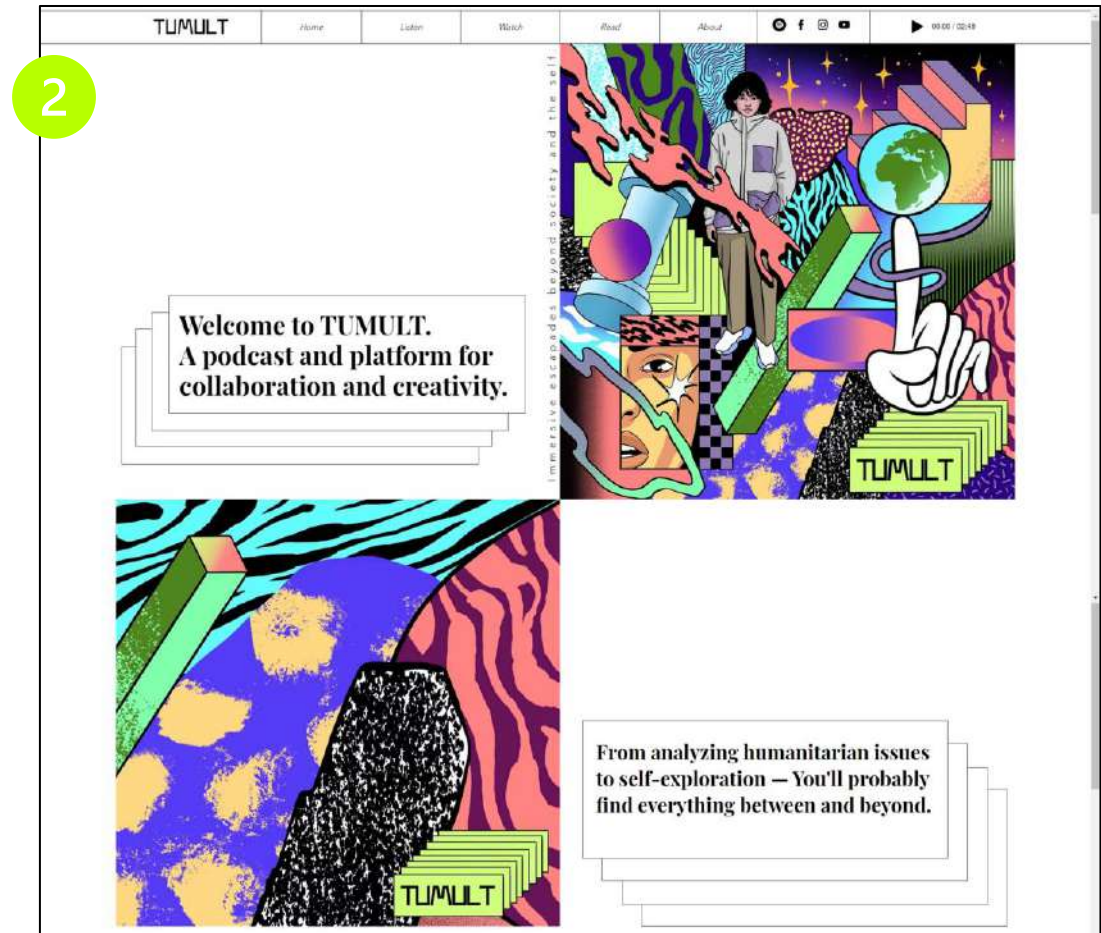 TUMULT
Home
Listen
Watch
Read
About
00:00 / 02:49
2
immersive escapades beyond society and the self
Welcome to TUMULT.
A podcast and platform for
collaboration and creativity.
TUMULT
From analyzing humanitarian issues
to self-exploration — You'll probably
find everything between and beyond.
TUMULT